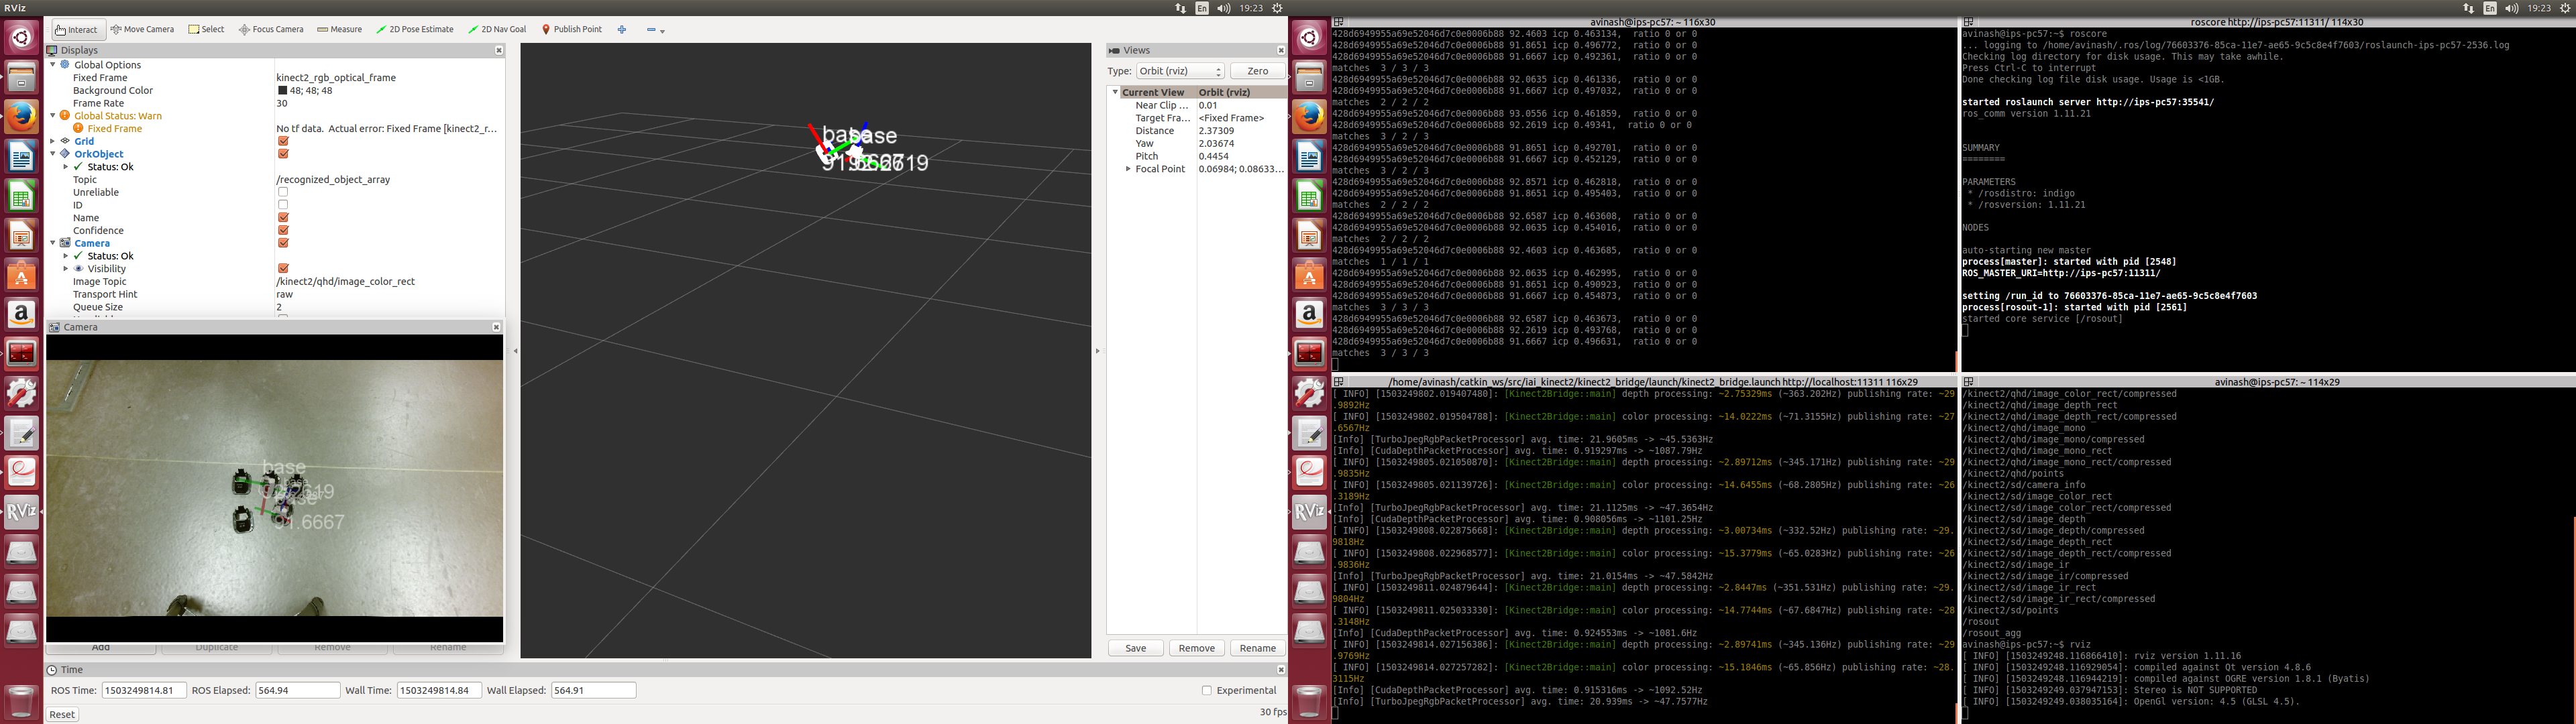 RViz
En
19:23
Interact
Move Camera
Select
Focus Camera
Measure
2D Pose Estimate
2D Nav Goal
Publish Point
Displays
Global Options
Fixed Frame kinect2_rgb_optical_frame
Background Color 48; 48; 48
Frame Rate 30
Global Status: Warn
Fixed Frame No tf data. Actual error: Fixed Frame [kinect2_r...
Grid
OrkObject
Status: Ok
Topic /recognized_object_array
Unreliable
ID
Name
Confidence
Camera
Status: Ok
Visibility
Image Topic /kinect2/qhd/image_color_rect
Transport Hint raw
Queue Size 2
Camera
base
base
91.6667
Add Duplicate Remove Rename
base
Views
Type: Orbit (rviz) Zero
Current View Orbit (rviz)
Near Clip ... 0.01
Target Fra... <Fixed Frame>
Distance 2.37309
Yaw 2.03674
Pitch 0.4454
Focal Point 0.06984; 0.08633...
Save Remove Rename
Time
ROS Time: 1503249814.81 ROS Elapsed: 564.94 Wall Time: 1503249814.84 Wall Elapsed: 564.91 Experimental
Reset 30 fps
En
19:23
avinash@ips-pc57: ~ 116x30
428d6949955a69e52046d7c0e0006b88 92.4603 icp 0.463134, ratio 0 or 0
428d6949955a69e52046d7c0e0006b88 91.8651 icp 0.496772, ratio 0 or 0
428d6949955a69e52046d7c0e0006b88 91.6667 icp 0.492361, ratio 0 or 0
matches 3 / 3 / 3
428d6949955a69e52046d7c0e0006b88 92.0635 icp 0.461336, ratio 0 or 0
428d6949955a69e52046d7c0e0006b88 91.6667 icp 0.497032, ratio 0 or 0
matches 2 / 2 / 2
428d6949955a69e52046d7c0e0006b88 93.0556 icp 0.461859, ratio 0 or 0
428d6949955a69e52046d7c0e0006b88 92.2619 icp 0.49341, ratio 0 or 0
matches 3 / 2 / 3
428d6949955a69e52046d7c0e0006b88 91.8651 icp 0.492701, ratio 0 or 0
428d6949955a69e52046d7c0e0006b88 91.6667 icp 0.452129, ratio 0 or 0
matches 3 / 2 / 3
428d6949955a69e52046d7c0e0006b88 92.8571 icp 0.462818, ratio 0 or 0
428d6949955a69e52046d7c0e0006b88 91.8651 icp 0.495403, ratio 0 or 0
matches 2 / 2 / 2
428d6949955a69e52046d7c0e0006b88 92.6587 icp 0.463608, ratio 0 or 0
428d6949955a69e52046d7c0e0006b88 92.0635 icp 0.454016, ratio 0 or 0
matches 2 / 2 / 2
428d6949955a69e52046d7c0e0006b88 92.4603 icp 0.463685, ratio 0 or 0
matches 1 / 1 / 1
428d6949955a69e52046d7c0e0006b88 92.0635 icp 0.462995, ratio 0 or 0
428d6949955a69e52046d7c0e0006b88 91.8651 icp 0.490923, ratio 0 or 0
428d6949955a69e52046d7c0e0006b88 91.6667 icp 0.454873, ratio 0 or 0
matches 3 / 3 / 3
428d6949955a69e52046d7c0e0006b88 92.6587 icp 0.463673, ratio 0 or 0
428d6949955a69e52046d7c0e0006b88 92.2619 icp 0.493768, ratio 0 or 0
428d6949955a69e52046d7c0e0006b88 91.6667 icp 0.496631, ratio 0 or 0
matches 3 / 3 / 3
roscore http://ips-pc57:11311/ 114x30
avinash@ips-pc57:~$ roscore
... logging to /home/avinash/.ros/log/76603376-85ca-11e7-ae65-9c5c8e4f7603/roslaunch-ips-pc57-2536.log
Checking log directory for disk usage. This may take awhile.
Press Ctrl-C to interrupt
Done checking log file disk usage. Usage is <1GB.
started roslaunch server http://ips-pc57:35541/
ros_comm version 1.11.21
SUMMARY
========
PARAMETERS
* /rosdistro: indigo
* /rosversion: 1.11.21
NODES
auto-starting new master
process[master]: started with pid [2548]
ROS_MASTER_URI=http://ips-pc57:11311/
setting /run_id to 76603376-85ca-11e7-ae65-9c5c8e4f7603
process[rosout-1]: started with pid [2561]
started core service [/rosout]
/home/avinash/catkin_ws/src/iai_kinect2/kinect2_bridge/launch/kinect2_bridge.launch http://localhost:11311 116x29
[ INFO] [1503249802.019407480]: [Kinect2Bridge::main] depth processing: ~2.75329ms (~363.202Hz) publishing rate: ~29
.9892Hz
[ INFO] [1503249802.019504788]: [Kinect2Bridge::main] color processing: ~14.0222ms (~71.3155Hz) publishing rate: ~27
.6567Hz
[Info] [TurboJpegRgbPacketProcessor] avg. time: 21.9605ms -> ~45.5363Hz
[Info] [CudaDepthPacketProcessor] avg. time: 0.919297ms -> ~1087.79Hz
[ INFO] [1503249805.021050870]: [Kinect2Bridge::main] depth processing: ~2.89712ms (~345.171Hz) publishing rate: ~29
.9835Hz
[ INFO] [1503249805.021139726]: [Kinect2Bridge::main] color processing: ~14.6455ms (~68.2805Hz) publishing rate: ~26
.3189Hz
[Info] [TurboJpegRgbPacketProcessor] avg. time: 21.1125ms -> ~47.3654Hz
[Info] [CudaDepthPacketProcessor] avg. time: 0.908056ms -> ~1101.25Hz
[ INFO] [1503249808.022875668]: [Kinect2Bridge::main] depth processing: ~3.00734ms (~332.52Hz) publishing rate: ~29.
9818Hz
[ INFO] [1503249808.022968577]: [Kinect2Bridge::main] color processing: ~15.3779ms (~65.0283Hz) publishing rate: ~26
.9836Hz
[Info] [TurboJpegRgbPacketProcessor] avg. time: 21.0154ms -> ~47.5842Hz
[ INFO] [1503249811.024879644]: [Kinect2Bridge::main] depth processing: ~2.8447ms (~351.531Hz) publishing rate: ~29.
9804Hz
[ INFO] [1503249811.025033330]: [Kinect2Bridge::main] color processing: ~14.7744ms (~67.6847Hz) publishing rate: ~28
.3148Hz
[Info] [CudaDepthPacketProcessor] avg. time: 0.924553ms -> ~1081.6Hz
[ INFO] [1503249814.027156386]: [Kinect2Bridge::main] depth processing: ~2.89741ms (~345.136Hz) publishing rate: ~29
.9769Hz
[ INFO] [1503249814.027257282]: [Kinect2Bridge::main] color processing: ~15.1846ms (~65.856Hz) publishing rate: ~28.
3115Hz
[Info] [CudaDepthPacketProcessor] avg. time: 0.915316ms -> ~1092.52Hz
[Info] [TurboJpegRgbPacketProcessor] avg. time: 20.939ms -> ~47.7577Hz
avinash@ips-pc57: ~ 114x29
/kinect2/qhd/image_color_rect/compressed
/kinect2/qhd/image_depth_rect
/kinect2/qhd/image_depth_rect/compressed
/kinect2/qhd/image_mono
/kinect2/qhd/image_mono/compressed
/kinect2/qhd/image_mono_rect
/kinect2/qhd/image_mono_rect/compressed
/kinect2/qhd/points
/kinect2/sd/camera_info
/kinect2/sd/image_color_rect
/kinect2/sd/image_color_rect/compressed
/kinect2/sd/image_depth
/kinect2/sd/image_depth/compressed
/kinect2/sd/image_depth_rect
/kinect2/sd/image_depth_rect/compressed
/kinect2/sd/image_ir
/kinect2/sd/image_ir/compressed
/kinect2/sd/image_ir_rect
/kinect2/sd/image_ir_rect/compressed
/kinect2/sd/points
/rosout
/rosout_agg
avinash@ips-pc57:~$ rviz
[ INFO] [1503249248.116866410]: rviz version 1.11.16
[ INFO] [1503249248.116929054]: compiled against Qt version 4.8.6
[ INFO] [1503249248.116944219]: compiled against OGRE version 1.8.1 (Byatis)
[ INFO] [1503249249.037947153]: Stereo is NOT SUPPORTED
[ INFO] [1503249249.038035164]: OpenGl version: 4.5 (GLSL 4.5).